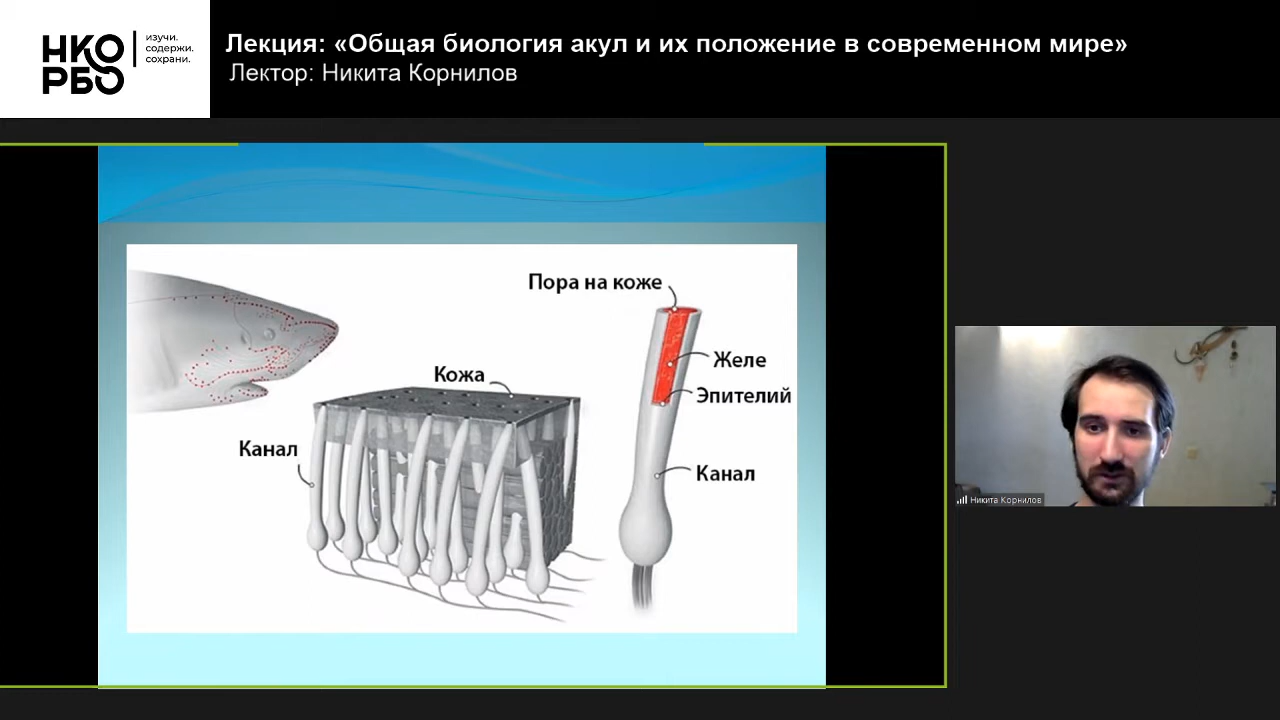 НКО
РБО
изучи.
содержи.
сохрани.
Лекция: «Общая биология акул и их положение в современном мире»
Лектор: Никита Корнилов
Пора на коже
Желе
Кожа
Эпителий
Канал
Канал
Никита Корнилов